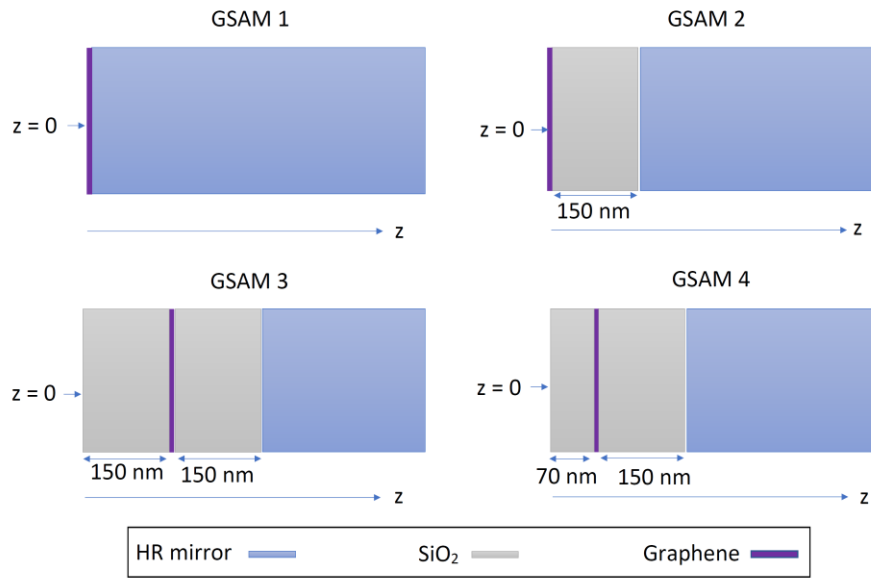 GSAM 1
z = 0
z
GSAM 2
z = 0
150 nm
z
GSAM 3
z = 0
150 nm 150 nm
z
GSAM 4
z = 0
70 nm 150 nm
z
HR mirror SiO₂ Graphene